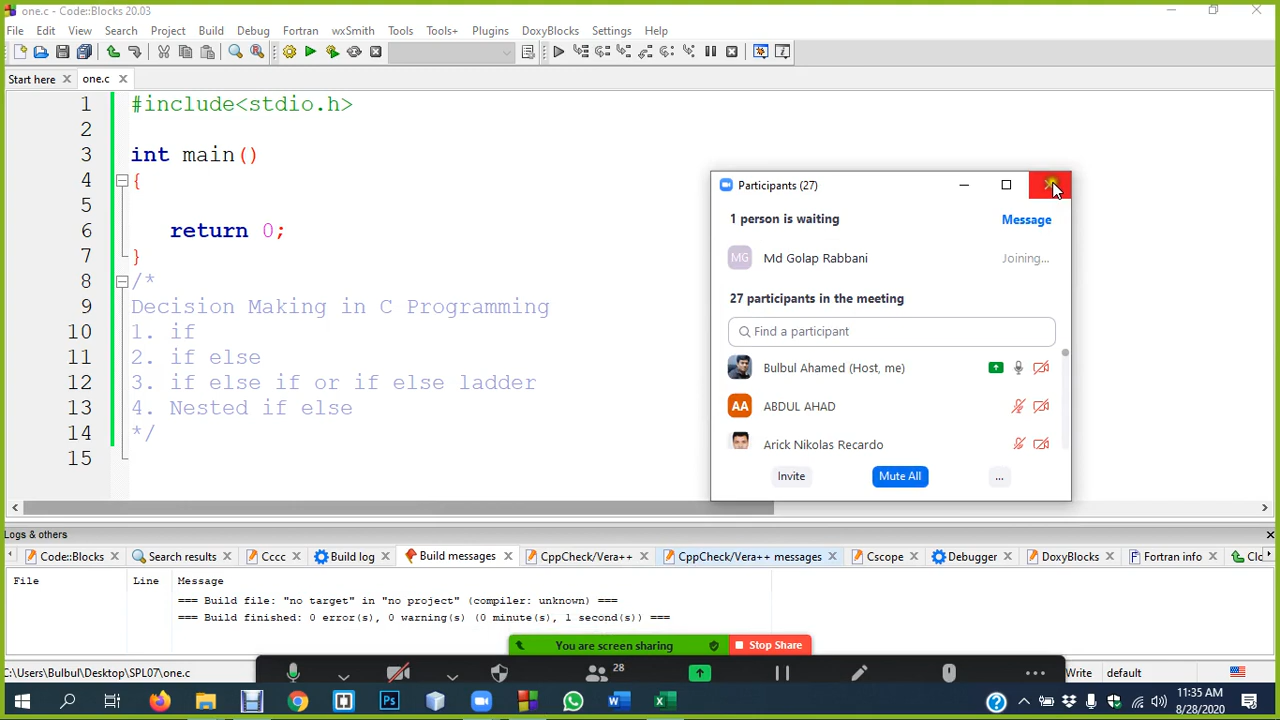 one.c - Code::Blocks 20.03
File Edit View Search Project Build Debug Fortran wxSmith Tools Tools+ Plugins DoxyBlocks Settings Help
Start here
one.c
1 #include<stdio.h>
2
3 int main()
4 {
5
6 return 0;
7 }
8 /*
9 Decision Making in C Programming
10 1. if
11 2. if else
12 3. if else if or if else ladder
13 4. Nested if else
14 */
15
Participants (27)
1 person is waiting Message
MG Md Golap Rabbani Joining...
27 participants in the meeting
Find a participant
Bulbul Ahamed (Host, me)
AA ABDUL AHAD
Arick Nikolas Recardo
Invite Mute All ...
Logs & others
Code::Blocks Search results Cccc Build log Build messages CppCheck/Vera++ CppCheck/Vera++ messages Cscope Debugger DoxyBlocks Fortran info Clo
File Line Message
=== Build file: "no target" in "no project" (compiler: unknown) ===
=== Build finished: 0 error(s), 0 warning(s) (0 minute(s), 1 second(s)) ===
You are screen sharing Stop Share
C:\Users\Bulbul\Desktop\SPL07\one.c
28
Write default
11:35 AM
8/28/2020